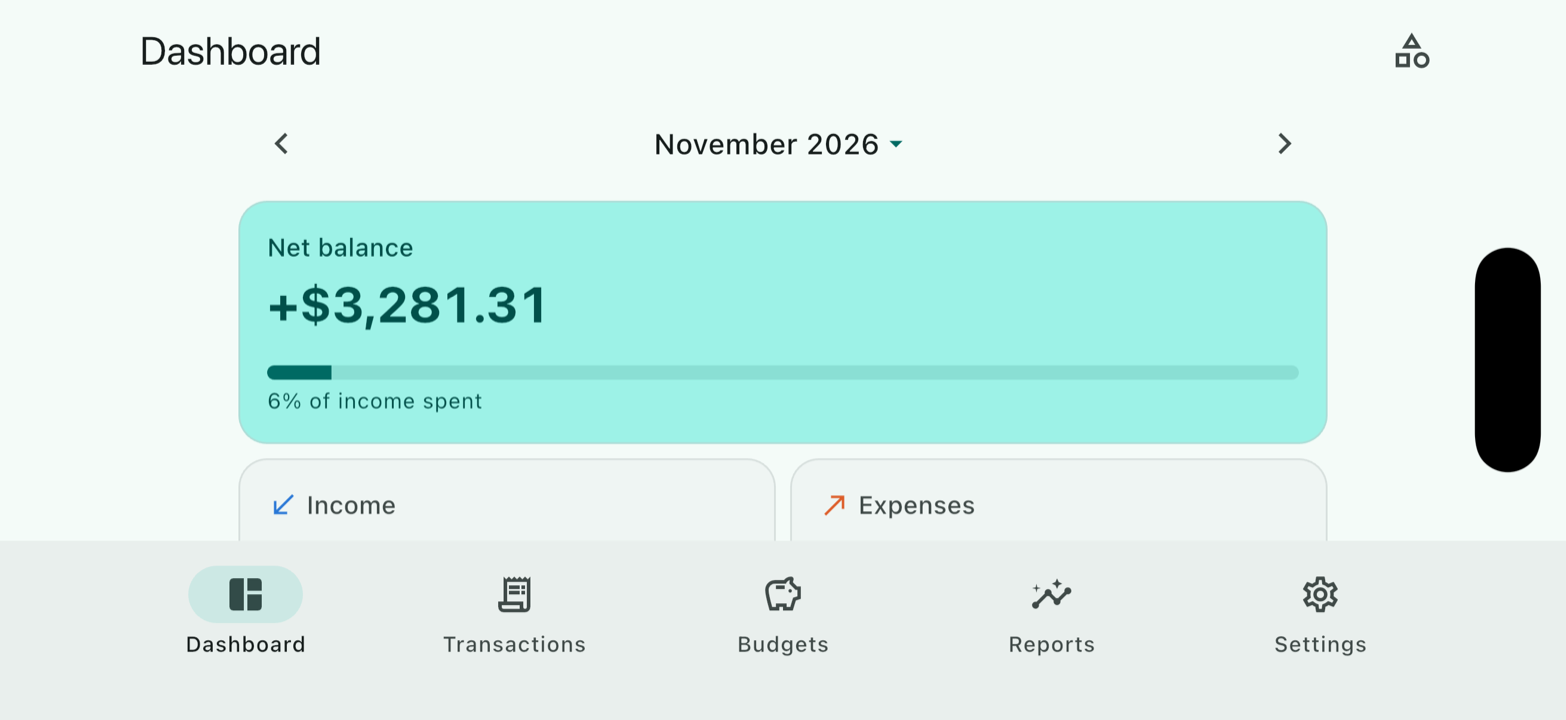 Dashboard
November 2026
Net balance
+$3,281.31
6% of income spent
Income
Expenses
Dashboard
Transactions
Budgets
Reports
Settings